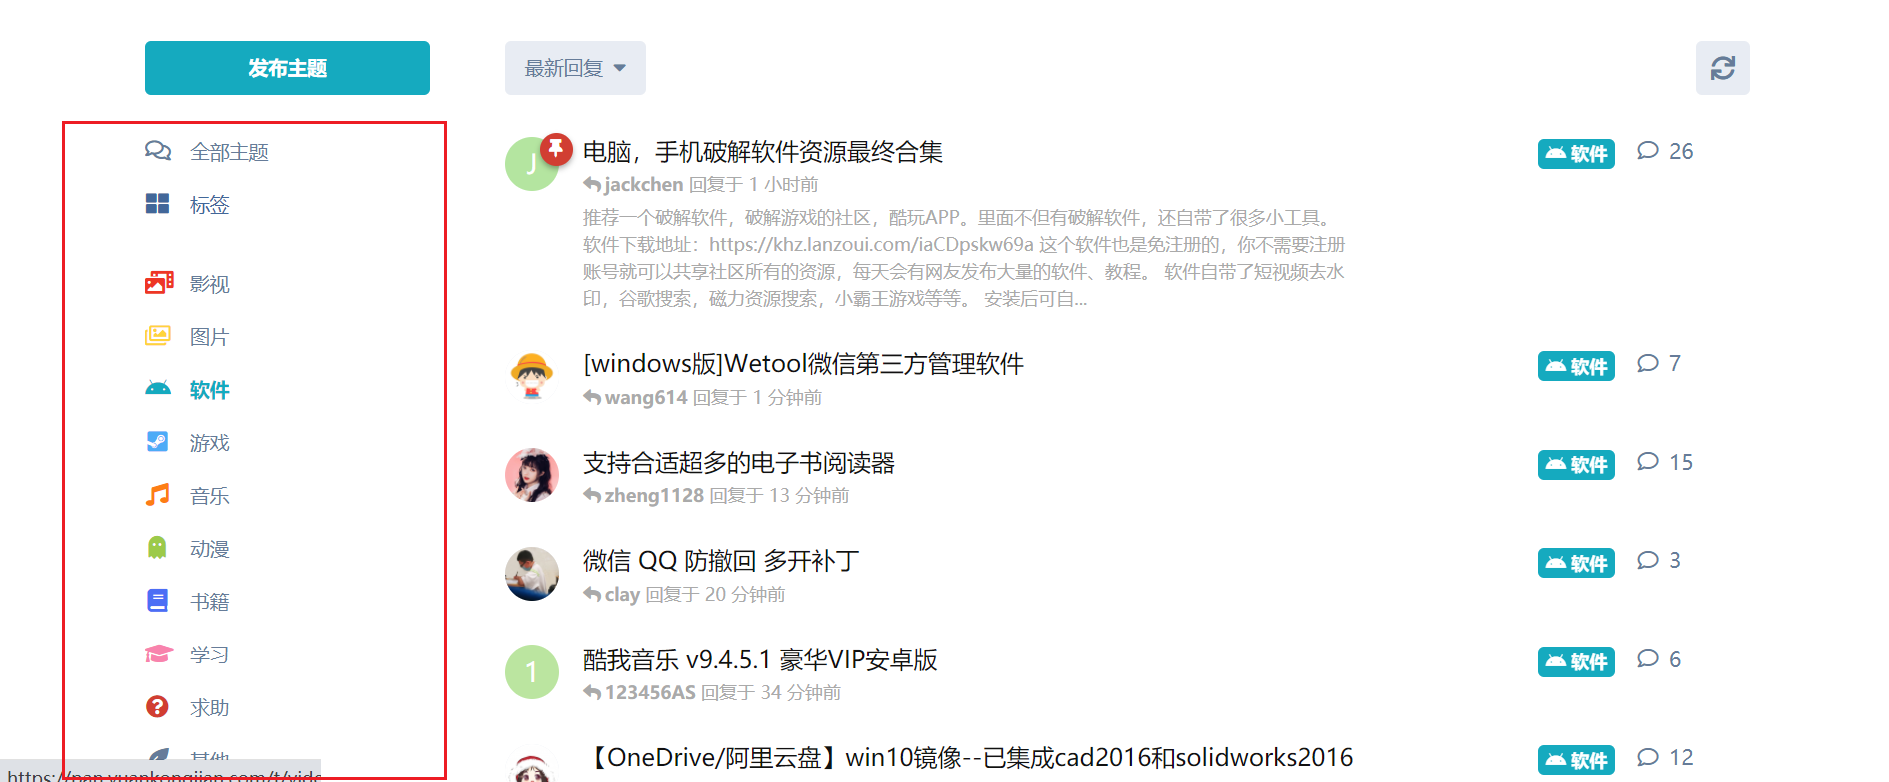 发布主题
全部主题
标签
影视
图片
软件
游戏
音乐
动漫
书籍
学习
求助
其他
最新回复
J
电脑，手机破解软件资源最终合集
jackchen 回复于 1 小时前
推荐一个破解软件，破解游戏的社区，酷玩APP。里面不但有破解软件，还自带了很多小工具。
软件下载地址：https://khz.lanzoui.com/iaCDpskw69a 这个软件也是免注册的，你不需要注册
账号就可以共享社区所有的资源，每天会有网友发布大量的软件、教程。 软件自带了短视频去水
印，谷歌搜索，磁力资源搜索，小霸王游戏等等。 安装后可自...
软件 26
[windows版]Wetool微信第三方管理软件
wang614 回复于 1 分钟前
软件 7
支持合适超多的电子书阅读器
zheng1128 回复于 13 分钟前
软件 15
微信 QQ 防撤回 多开补丁
clay 回复于 20 分钟前
软件 3
1
酷我音乐 v9.4.5.1 豪华VIP安卓版
123456AS 回复于 34 分钟前
软件 6
【OneDrive/阿里云盘】win10镜像--已集成cad2016和solidworks2016
软件 12